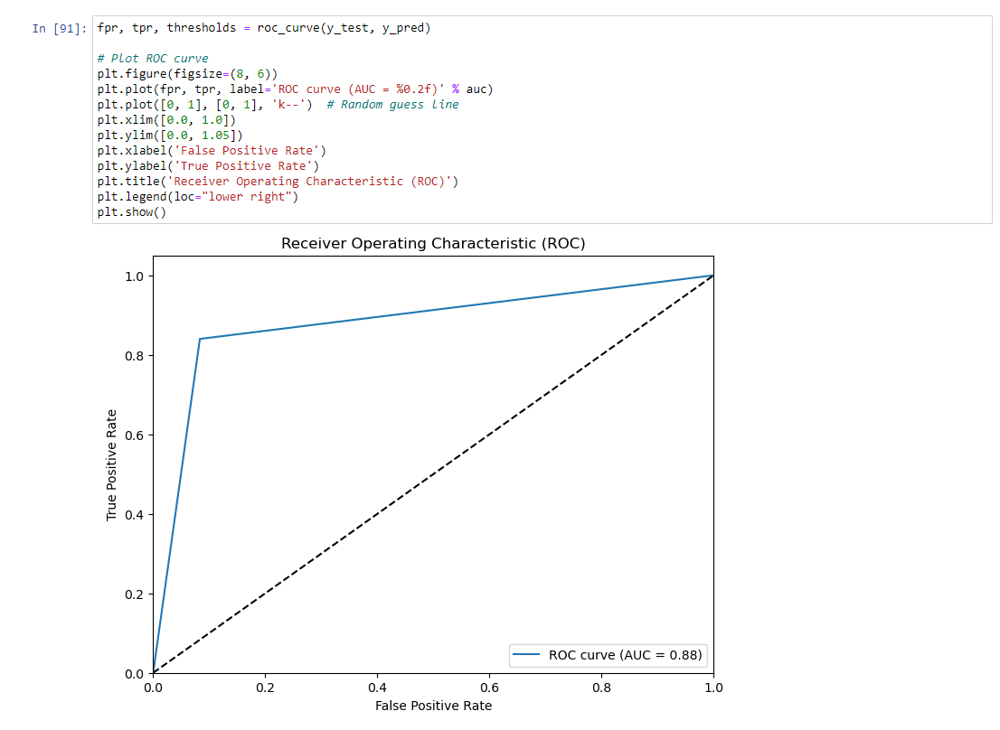 In [91]: fpr, tpr, thresholds = roc_curve(y_test, y_pred)
# Plot ROC curve
plt.figure(figsize=(8, 6))
plt.plot(fpr, tpr, label='ROC curve (AUC = %0.2f)' % auc)
plt.plot([0, 1], [0, 1], 'k--')  # Random guess line
plt.xlim([0.0, 1.0])
plt.ylim([0.0, 1.05])
plt.xlabel('False Positive Rate')
plt.ylabel('True Positive Rate')
plt.title('Receiver Operating Characteristic (ROC)')
plt.legend(loc="lower right")
plt.show()
Receiver Operating Characteristic (ROC)
1.0
0.8
0.6
0.4
0.2
0.0
True Positive Rate
ROC curve (AUC = 0.88)
0.0 0.2 0.4 0.6 0.8 1.0
False Positive Rate